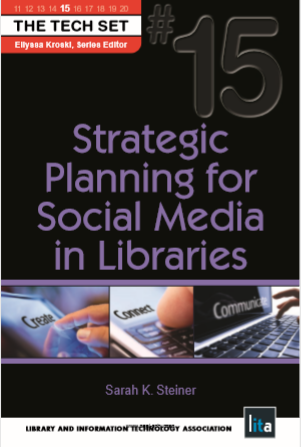 11 12 13 14 15 16 17 18 19 20
THE TECH SET
Ellyssa Kroski, Series Editor
#15
Strategic
Planning for
Social Media
in Libraries
Create
Connect
Communicate
Sarah K. Steiner
LIBRARY AND INFORMATION TECHNOLOGY ASSOCIATION
lita